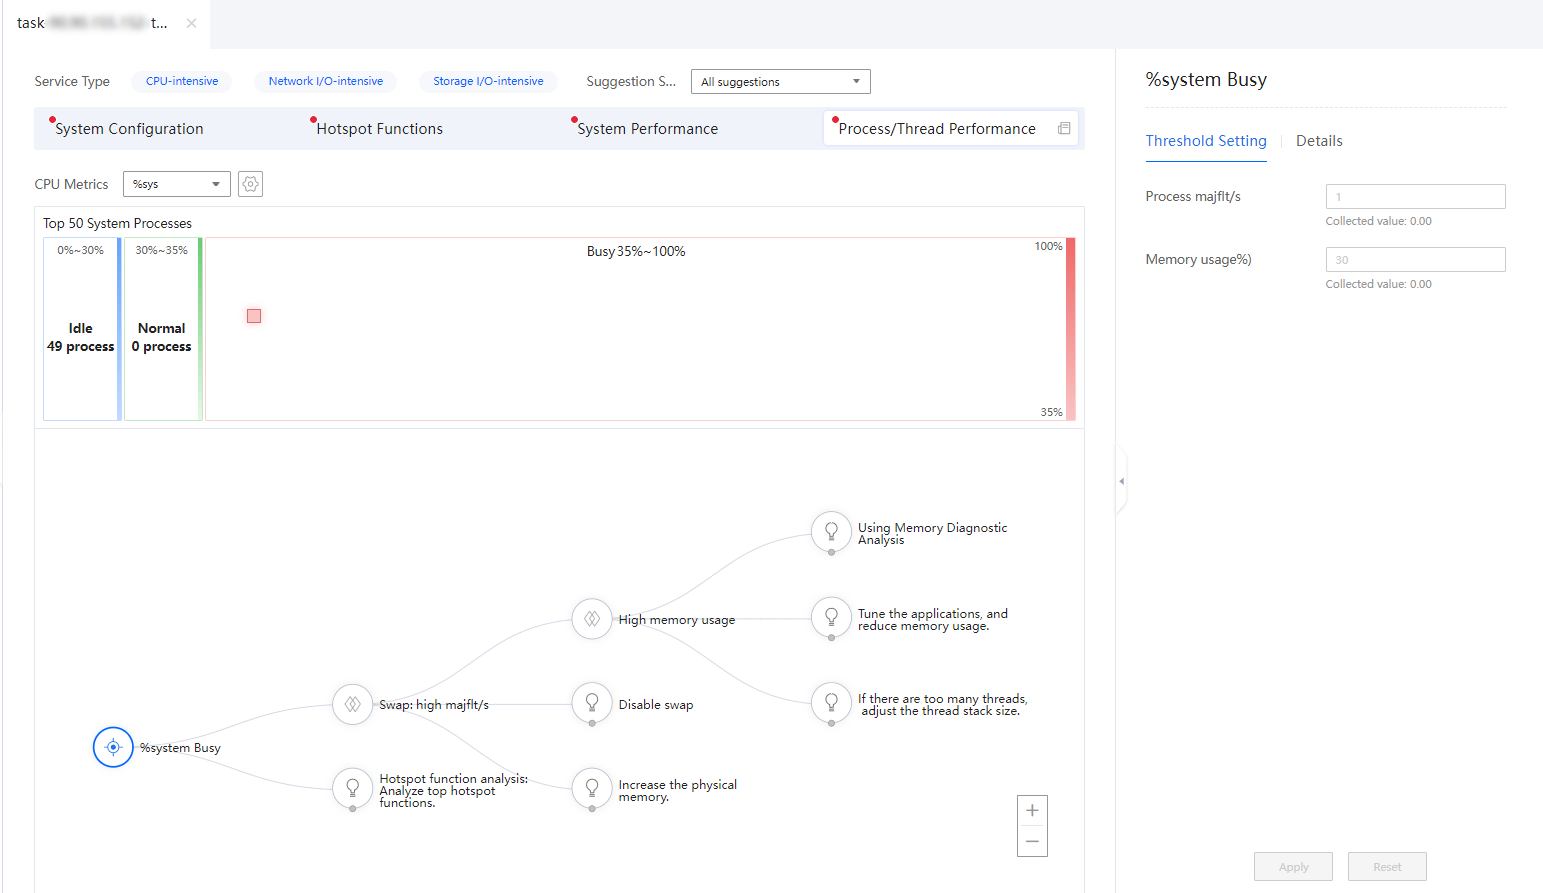 task
t...
Service Type
CPU-intensive
Network I/O-intensive
Storage I/O-intensive
Suggestion S...
All suggestions
System Configuration
Hotspot Functions
System Performance
Process/Thread Performance
CPU Metrics
%sys
Top 50 System Processes
0%~30%
30%~35%
Busy35%~100%
100%
Idle
49 process
Normal
0 process
35%
Using Memory Diagnostic
Analysis
Tune the applications, and
reduce memory usage.
High memory usage
If there are too many threads,
adjust the thread stack size.
Swap: high majflt/s
Disable swap
%system Busy
Hotspot function analysis:
Analyze top hotspot
functions.
Increase the physical
memory.
+
−
%system Busy
Threshold Setting
Details
Process majflt/s
1
Collected value: 0.00
Memory usage%)
30
Collected value: 0.00
Apply
Reset